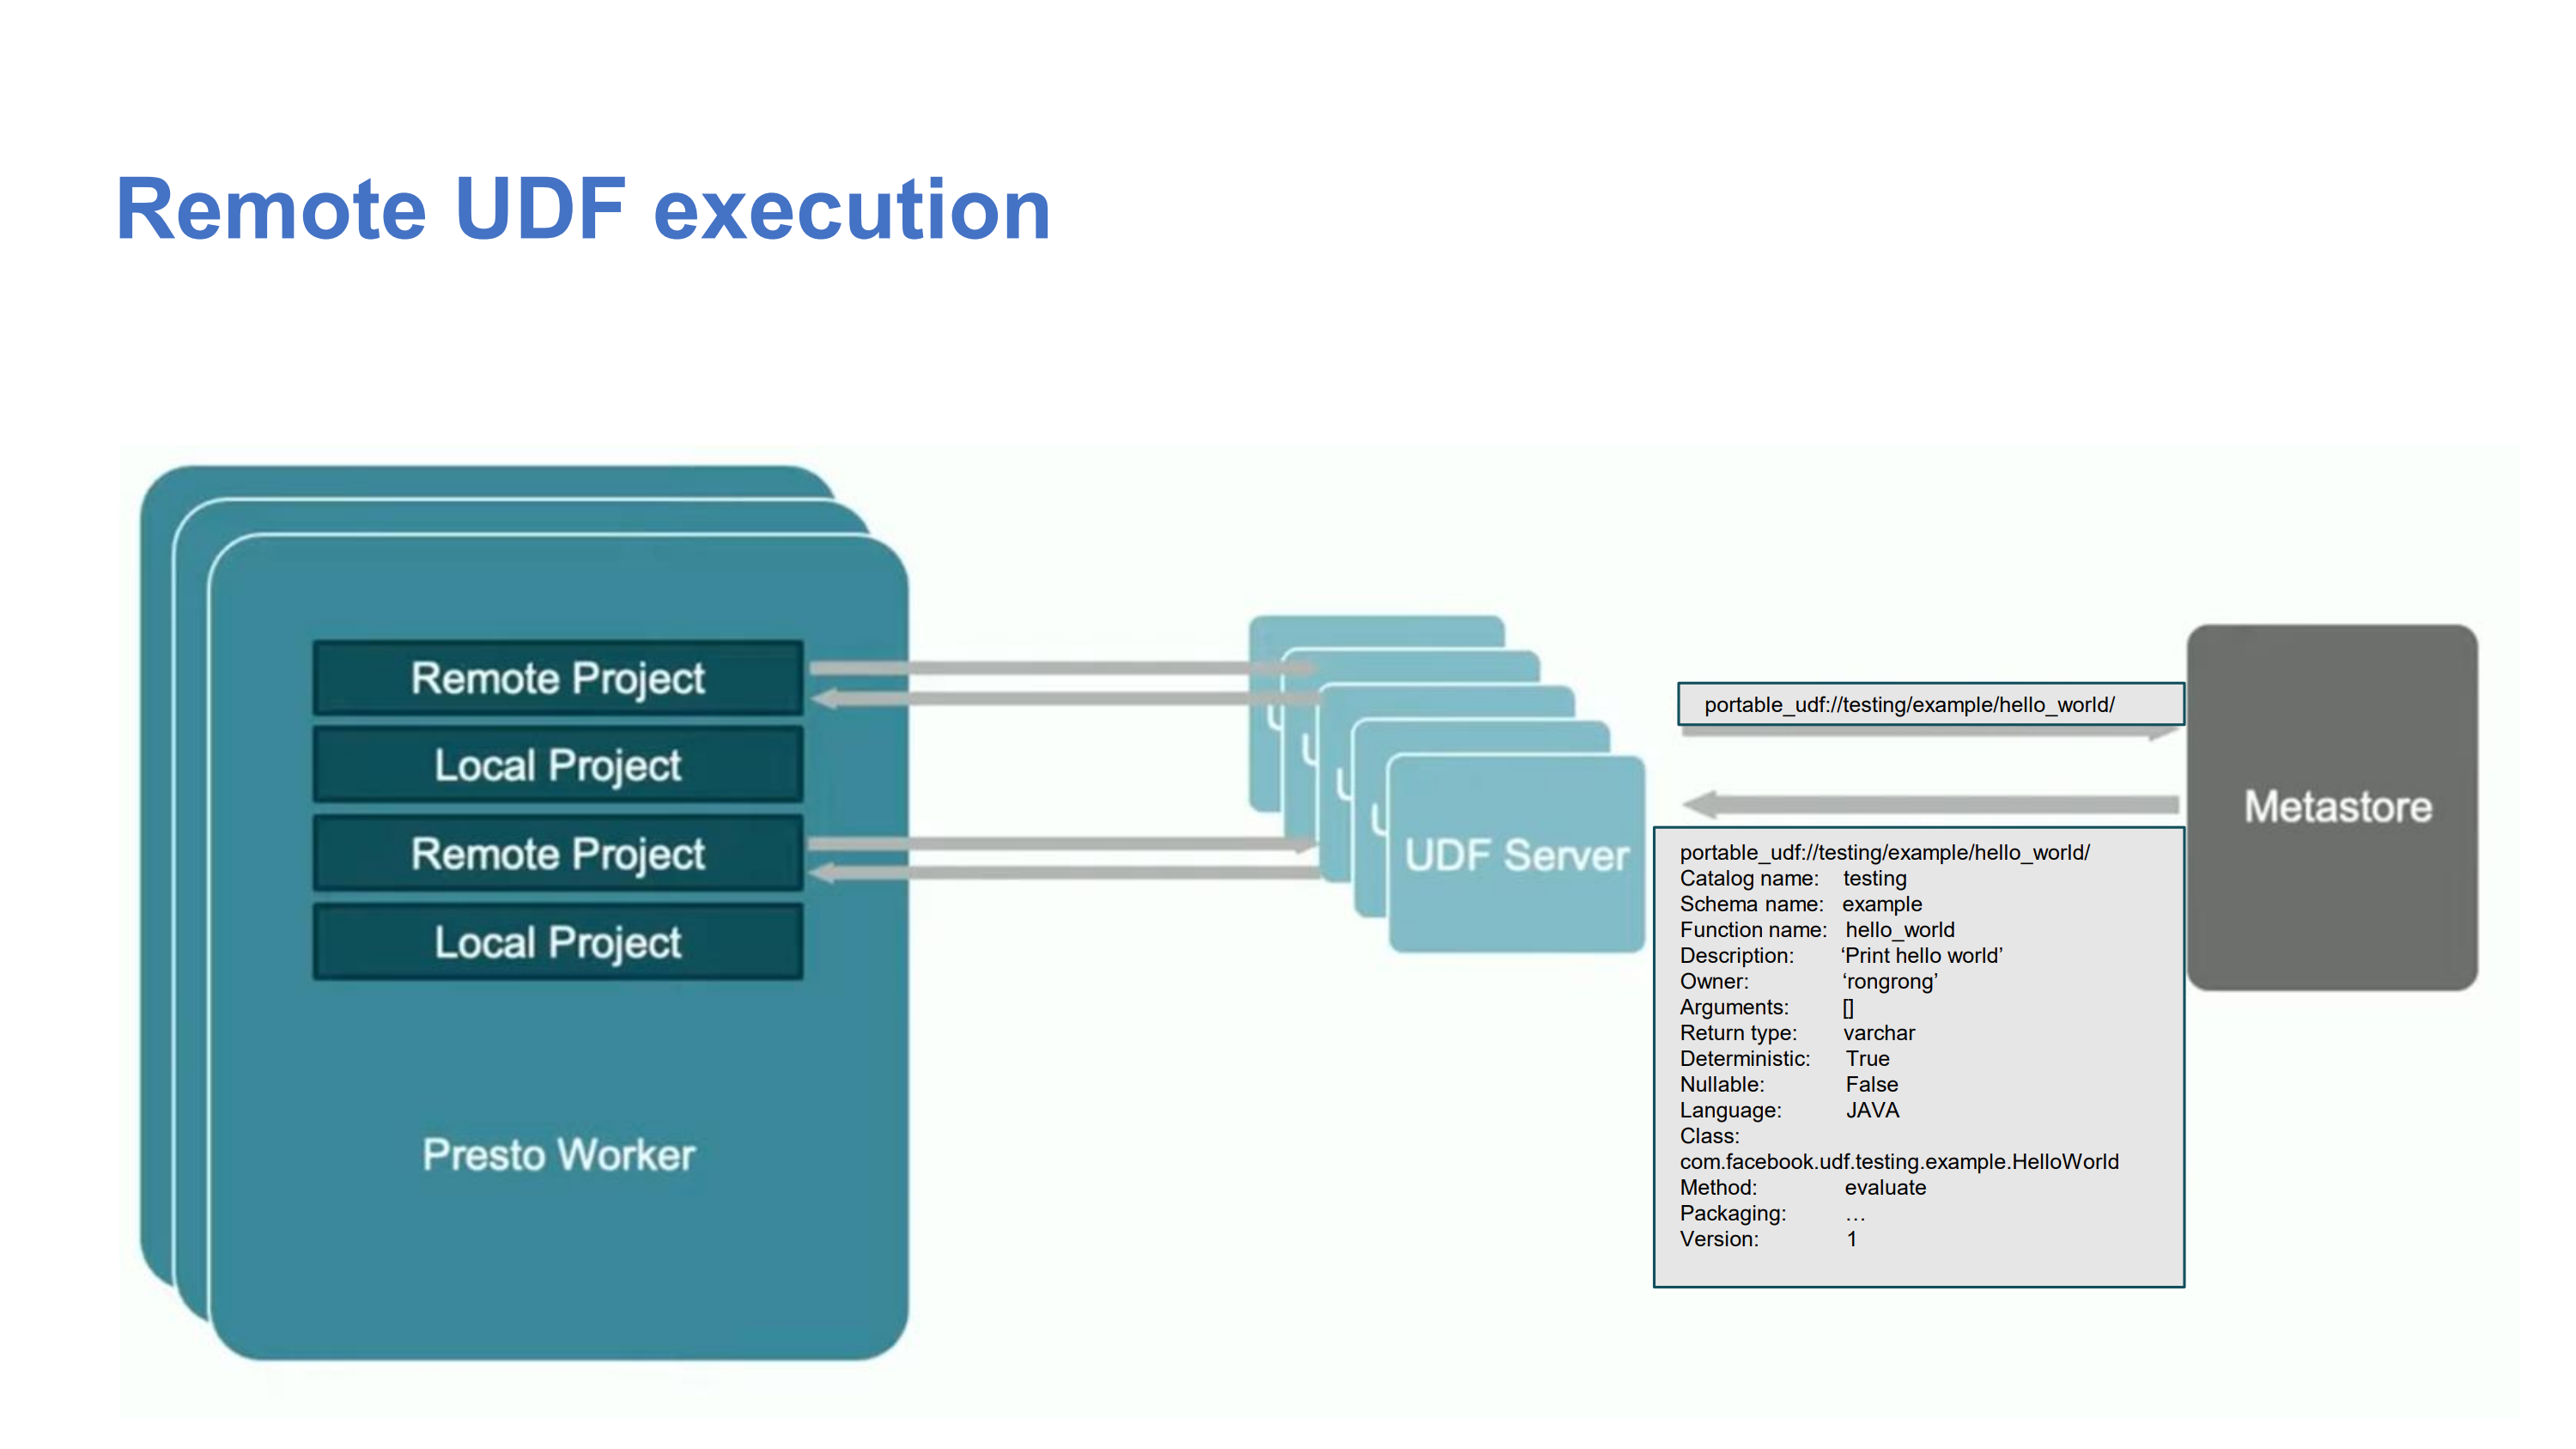 Remote UDF execution
Remote Project
Local Project
Remote Project
Local Project
Presto Worker
UDF Server
portable_udf://testing/example/hello_world/
portable_udf://testing/example/hello_world/
Catalog name: testing
Schema name: example
Function name: hello_world
Description: ‘Print hello world’
Owner: ‘rongrong’
Arguments: []
Return type: varchar
Deterministic: True
Nullable: False
Language: JAVA
Class:
com.facebook.udf.testing.example.HelloWorld
Method: evaluate
Packaging: …
Version: 1
Metastore